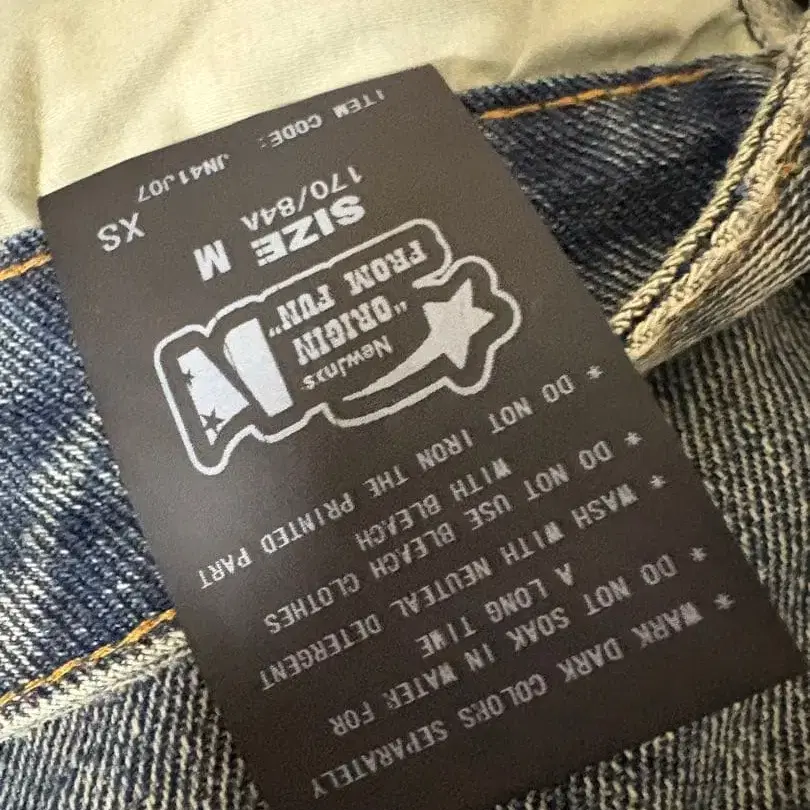 * WARK DARK COLORS SEPARATELY
* DO NOT SOAK IN WATER FOR
A LONG TIME
* WASH WITH NEUTEAL DETERGENT
* DO NOT USE BLEACH CLOTHES
WITH BLEACH
* DO NOT IRON THE PRINTED PART
Newinxs
"ORIGIN
FROM FUN"
SIZE M
170/84A XS
ITEM CODE: JN41J07